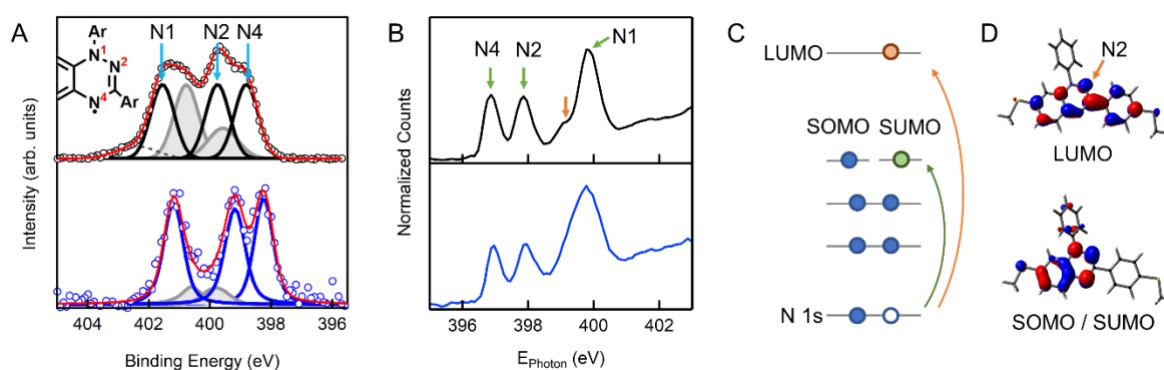 A
N1 N2 N4
Ar
N 1
N 2
Ar
N 4
Intensity (arb. units)
404 402 400 398 396
Binding Energy (eV)
B
N4 N2 N1
Normalized Counts
396 398 400 402
E Photon (eV)
C
LUMO
SOMO SUMO
N 1s
D
N2
LUMO
SOMO / SUMO